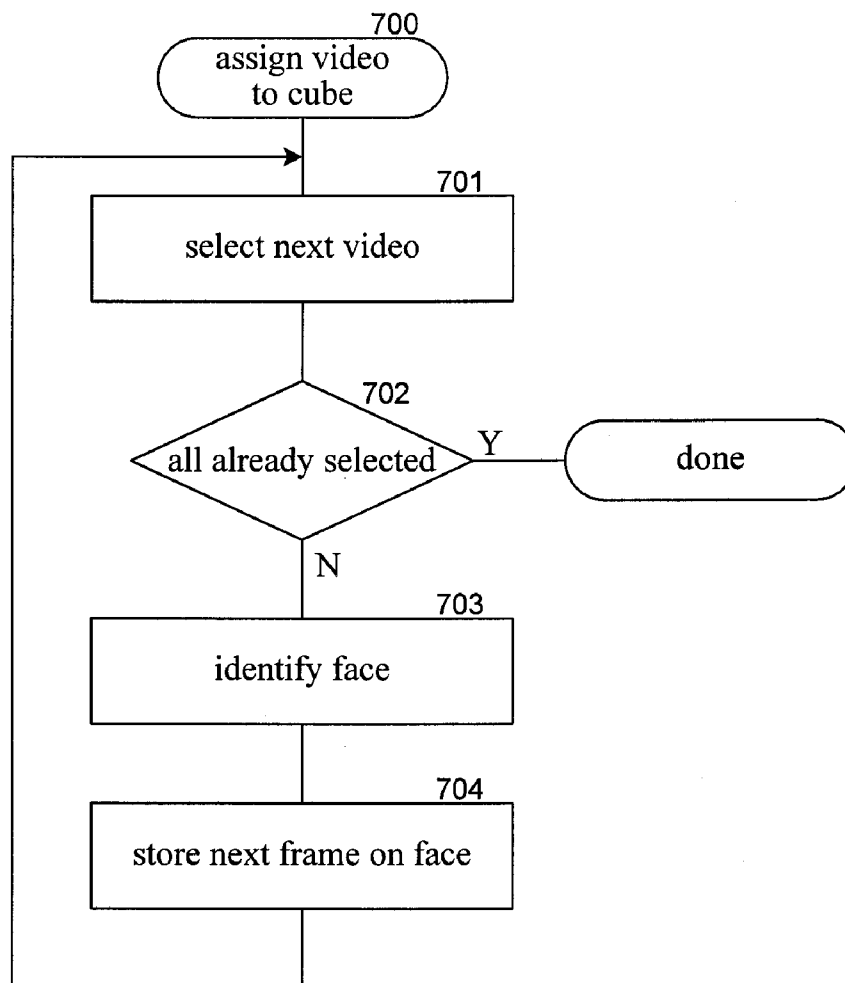 700
assign video
to cube
701
select next video
702
all already selected
Y
done
N
703
identify face
704
store next frame on face